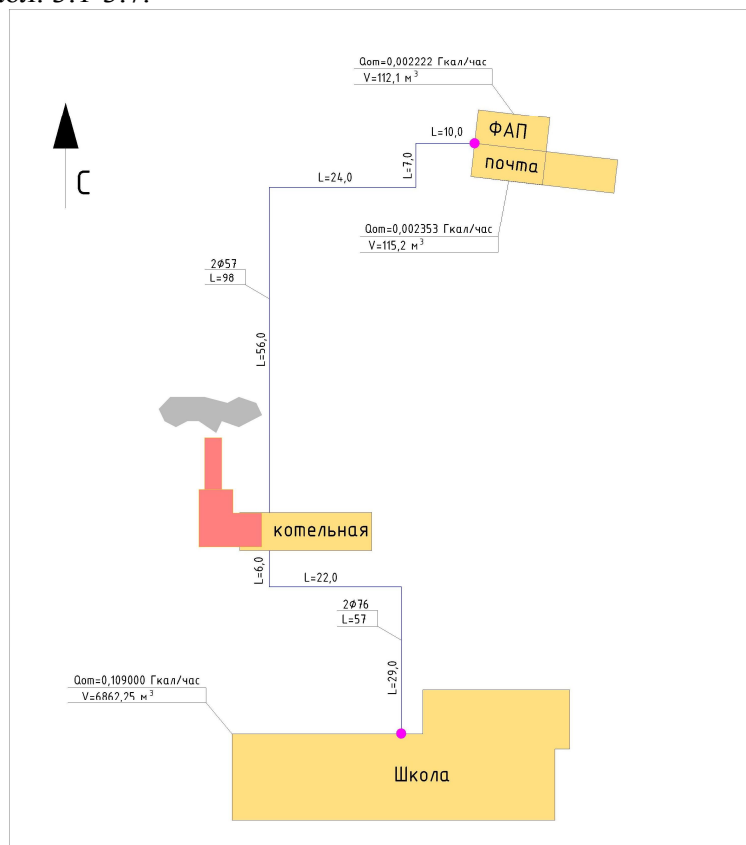 Qот=0,002222 Гкал/час
V=112,1 м³
ФАП
L=10,0
почта
L=7,0
L=24,0
С
Qот=0,002353 Гкал/час
V=115,2 м³
2Ø57
L=98
L=56,0
котельная
L=6,0
L=22,0
2Ø76
L=57
L=29,0
Qот=0,109000 Гкал/час
V=6862,25 м³
Школа